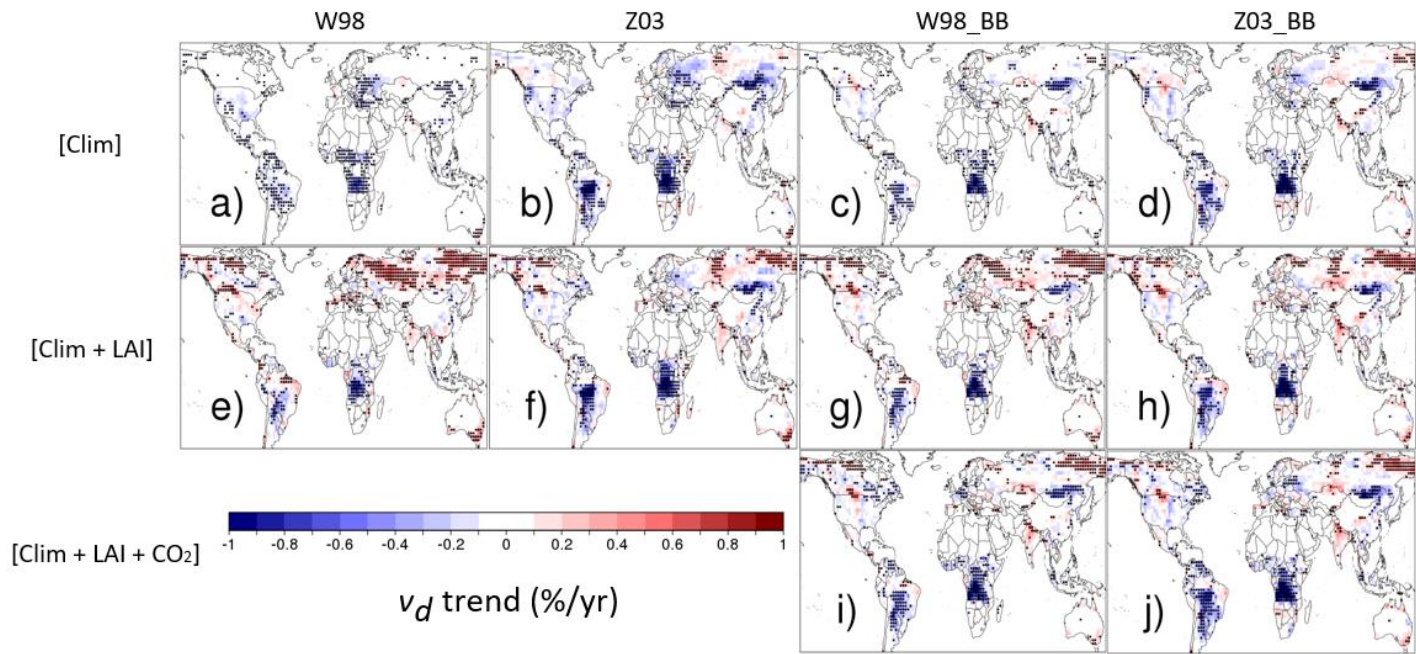 W98 Z03 W98_BB Z03_BB
[Clim]
a) b) c) d)
[Clim + LAI]
e) f) g) h)
[Clim + LAI + CO₂]
-1 -0.8 -0.6 -0.4 -0.2 0 0.2 0.4 0.6 0.8 1
v_d trend (%/yr)
i) j)